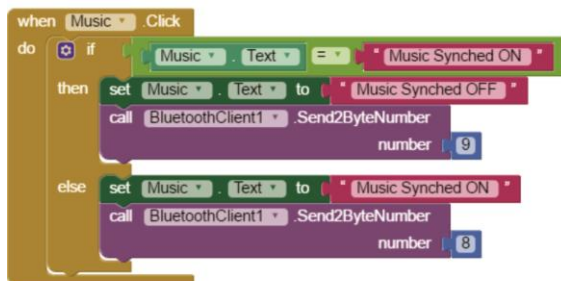 when Music .Click
do if Music . Text = " Music Synched ON "
then set Music . Text to " Music Synched OFF "
call BluetoothClient1 .Send2ByteNumber
number 9
else set Music . Text to " Music Synched ON "
call BluetoothClient1 .Send2ByteNumber
number 8